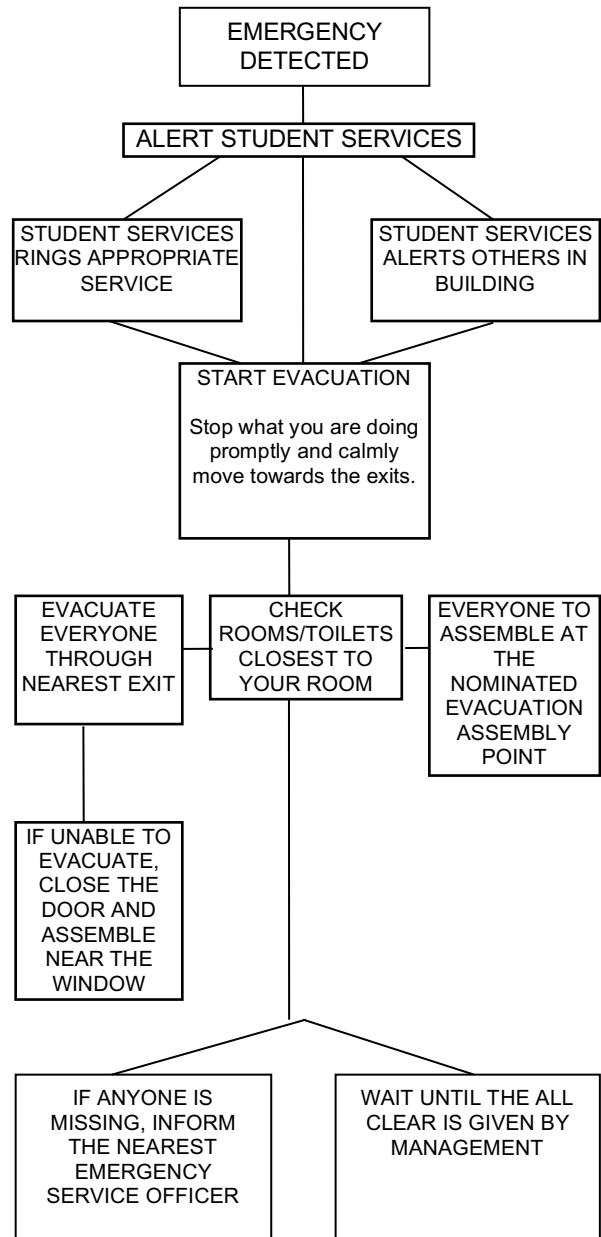 EMERGENCY
DETECTED
ALERT STUDENT SERVICES
STUDENT SERVICES
RINGS APPROPRIATE
SERVICE
STUDENT SERVICES
ALERTS OTHERS IN
BUILDING
START EVACUATION
Stop what you are doing
promptly and calmly
move towards the exits.
EVACUATE
EVERYONE
THROUGH
NEAREST EXIT
CHECK
ROOMS/TOILETS
CLOSEST TO
YOUR ROOM
EVERYONE TO
ASSEMBLE AT
THE
NOMINATED
EVACUATION
ASSEMBLY
POINT
IF UNABLE TO
EVACUATE,
CLOSE THE
DOOR AND
ASSEMBLE
NEAR THE
WINDOW
IF ANYONE IS
MISSING, INFORM
THE NEAREST
EMERGENCY
SERVICE OFFICER
WAIT UNTIL THE ALL
CLEAR IS GIVEN BY
MANAGEMENT